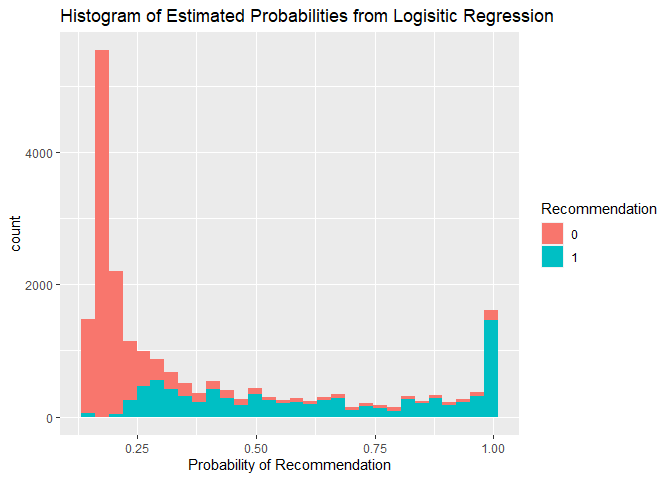 Histogram of Estimated Probabilities from Logisitic Regression
count
4000
2000
0
0.25
0.50
0.75
1.00
Probability of Recommendation
Recommendation
0
1